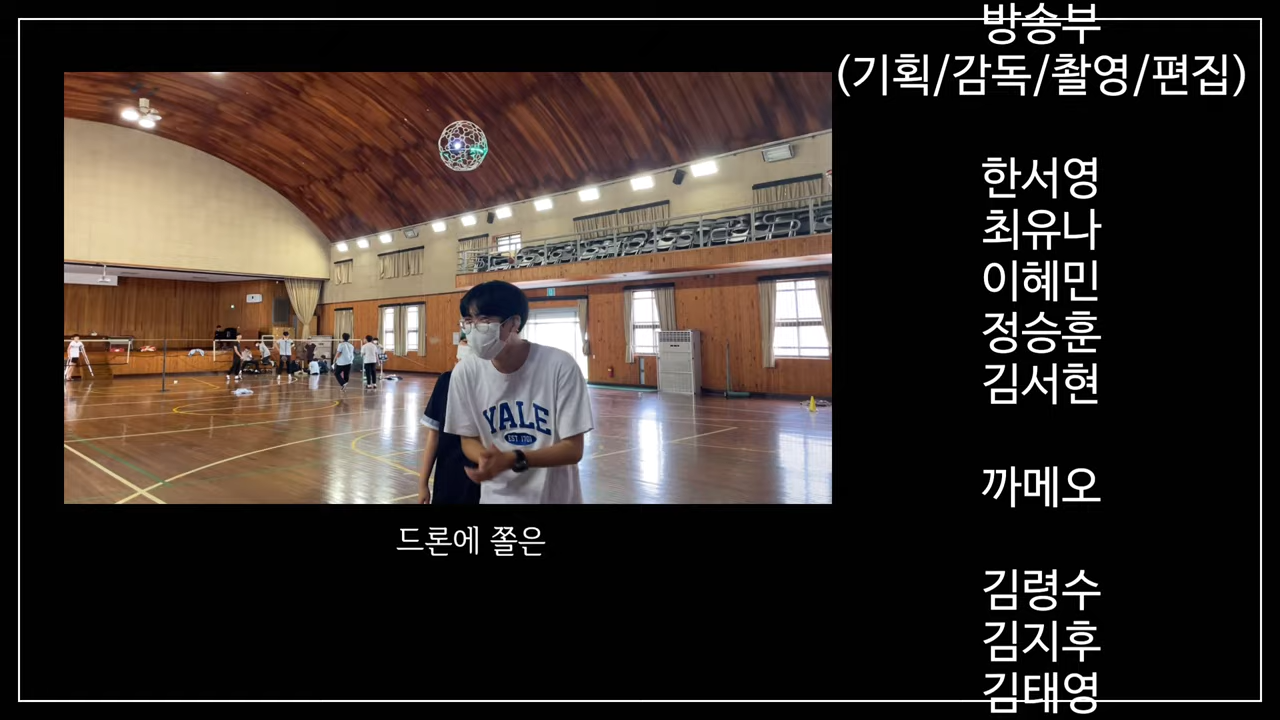 방송부
(기획/감독/촬영/편집)
한서영
최유나
이혜민
정승훈
김서현
까메오
김령수
김지후
김태영
YALE
EST. 1701
드론에 쫄은